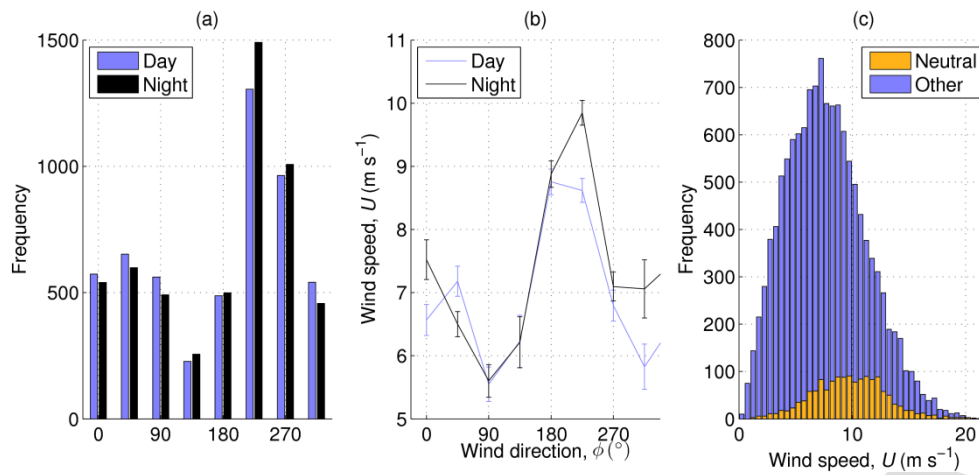 (a)
Day
Night
Frequency
1500
1000
500
0
0 90 180 270
(b)
Day
Night
Wind speed, U (m s⁻¹)
11
10
9
8
7
6
5
0 90 180 270
Wind direction, ϕ (°)
(c)
Neutral
Other
Frequency
800
700
600
500
400
300
200
100
0
0 10 20
Wind speed, U (m s⁻¹)